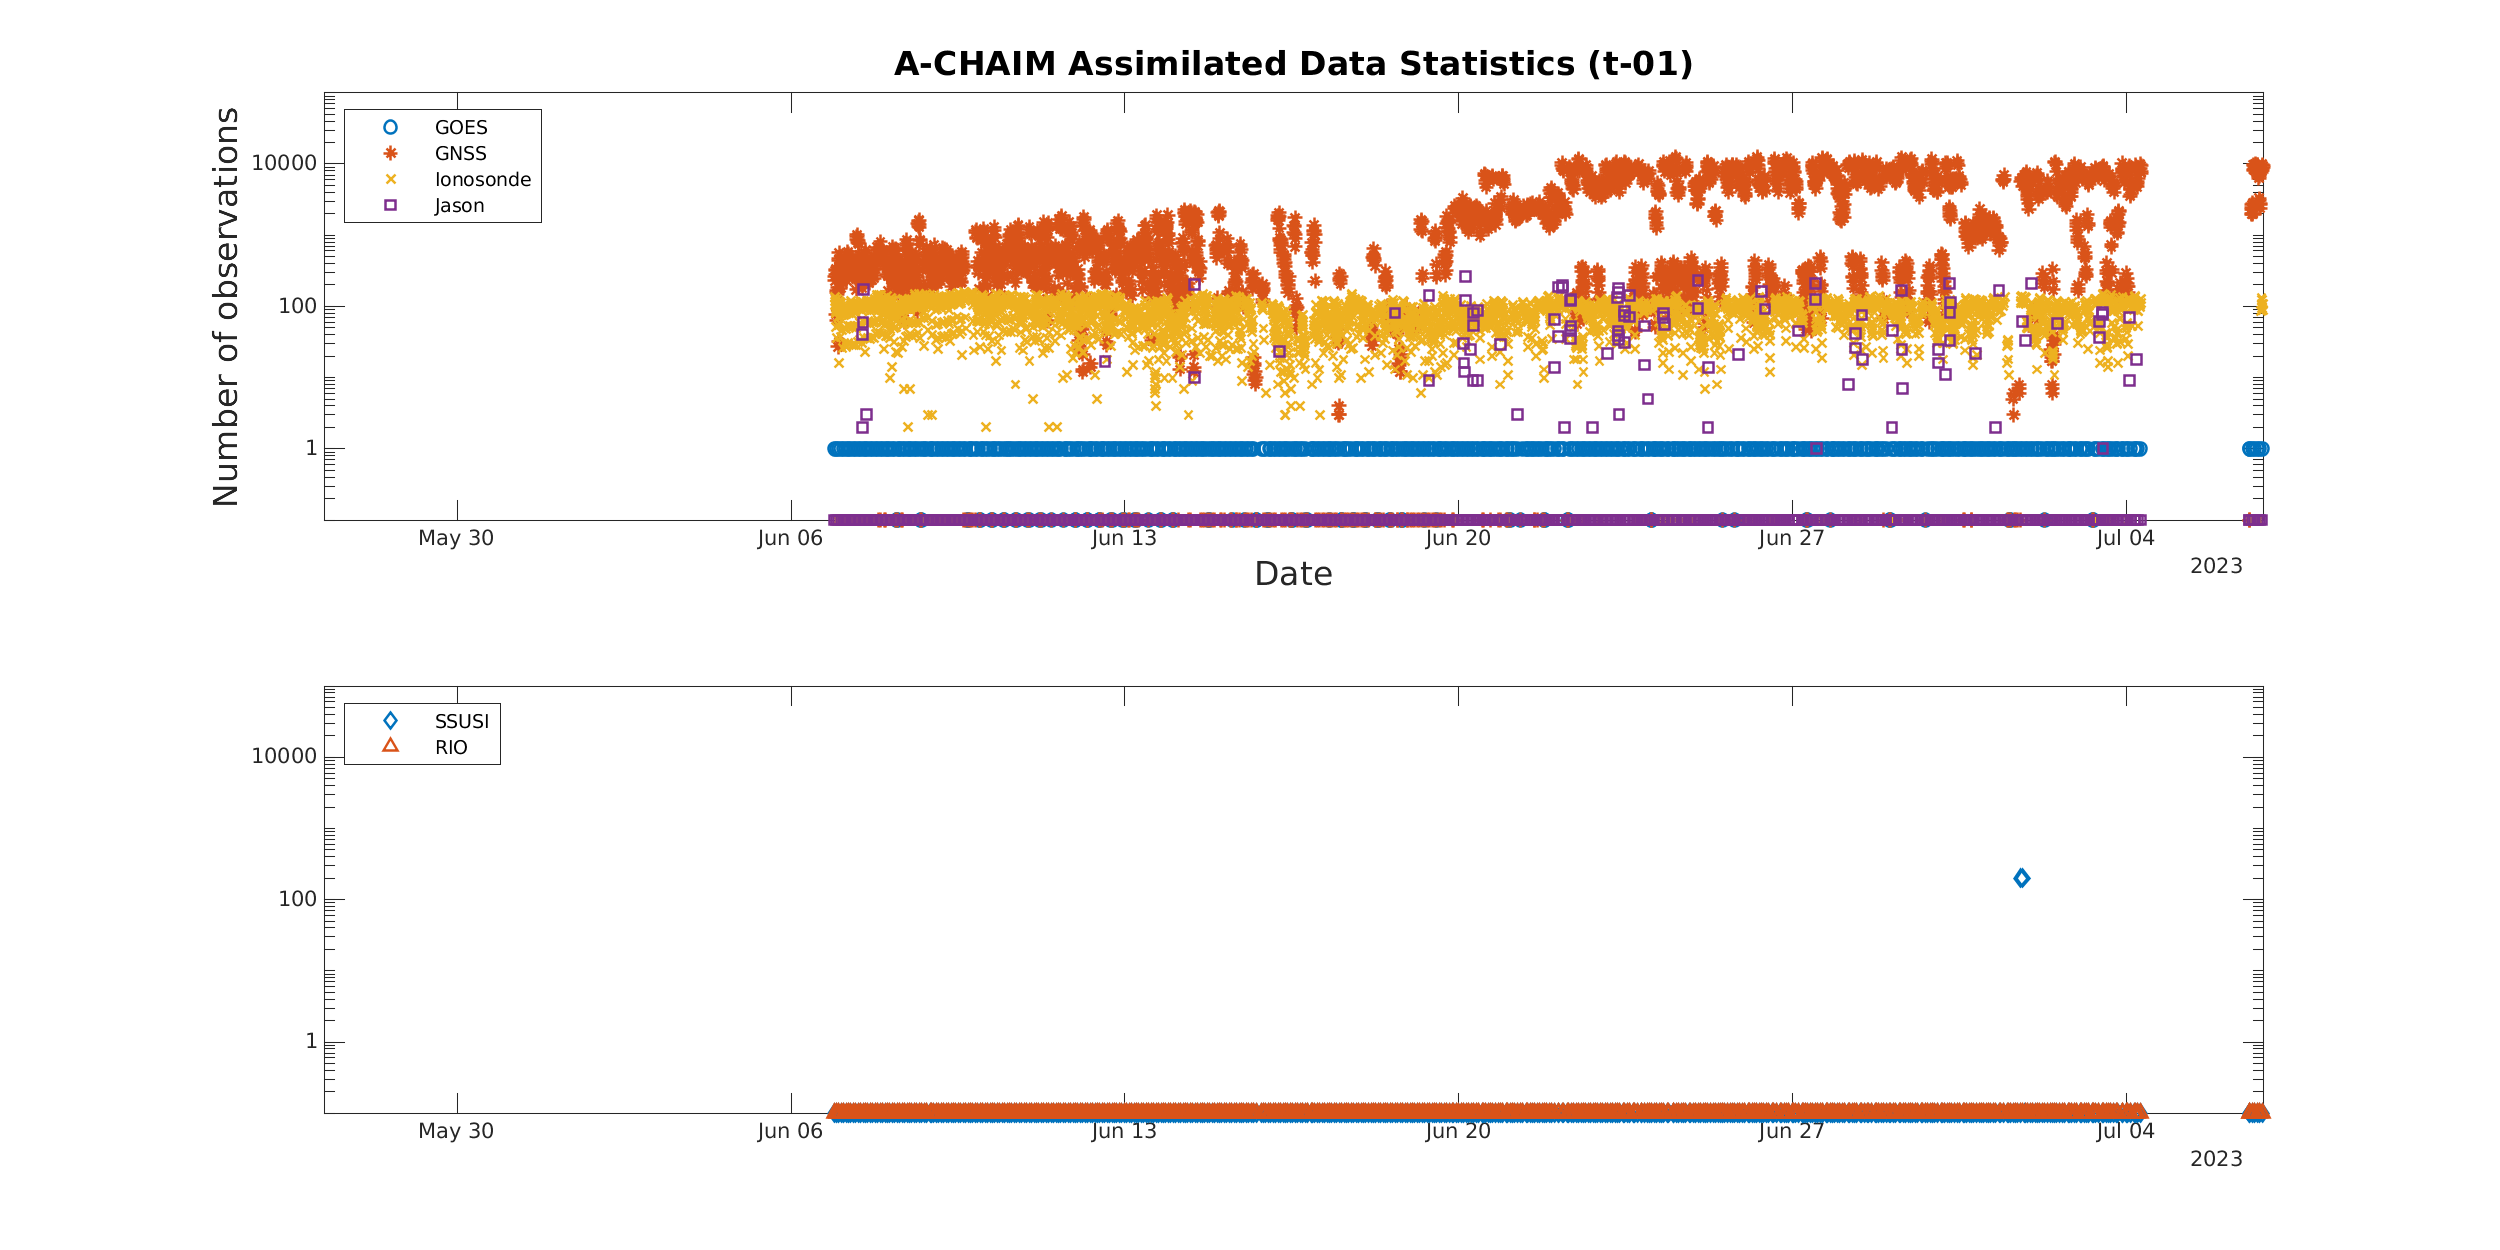 A-CHAIM Assimilated Data Statistics (t-01)
Number of observations
GOES
GNSS
Ionosonde
Jason
10000
100
1
May 30
Jun 06
Jun 13
Jun 20
Jun 27
Jul 04
2023
Date
SSUSI
RIO
10000
100
1
May 30
Jun 06
Jun 13
Jun 20
Jun 27
Jul 04
2023